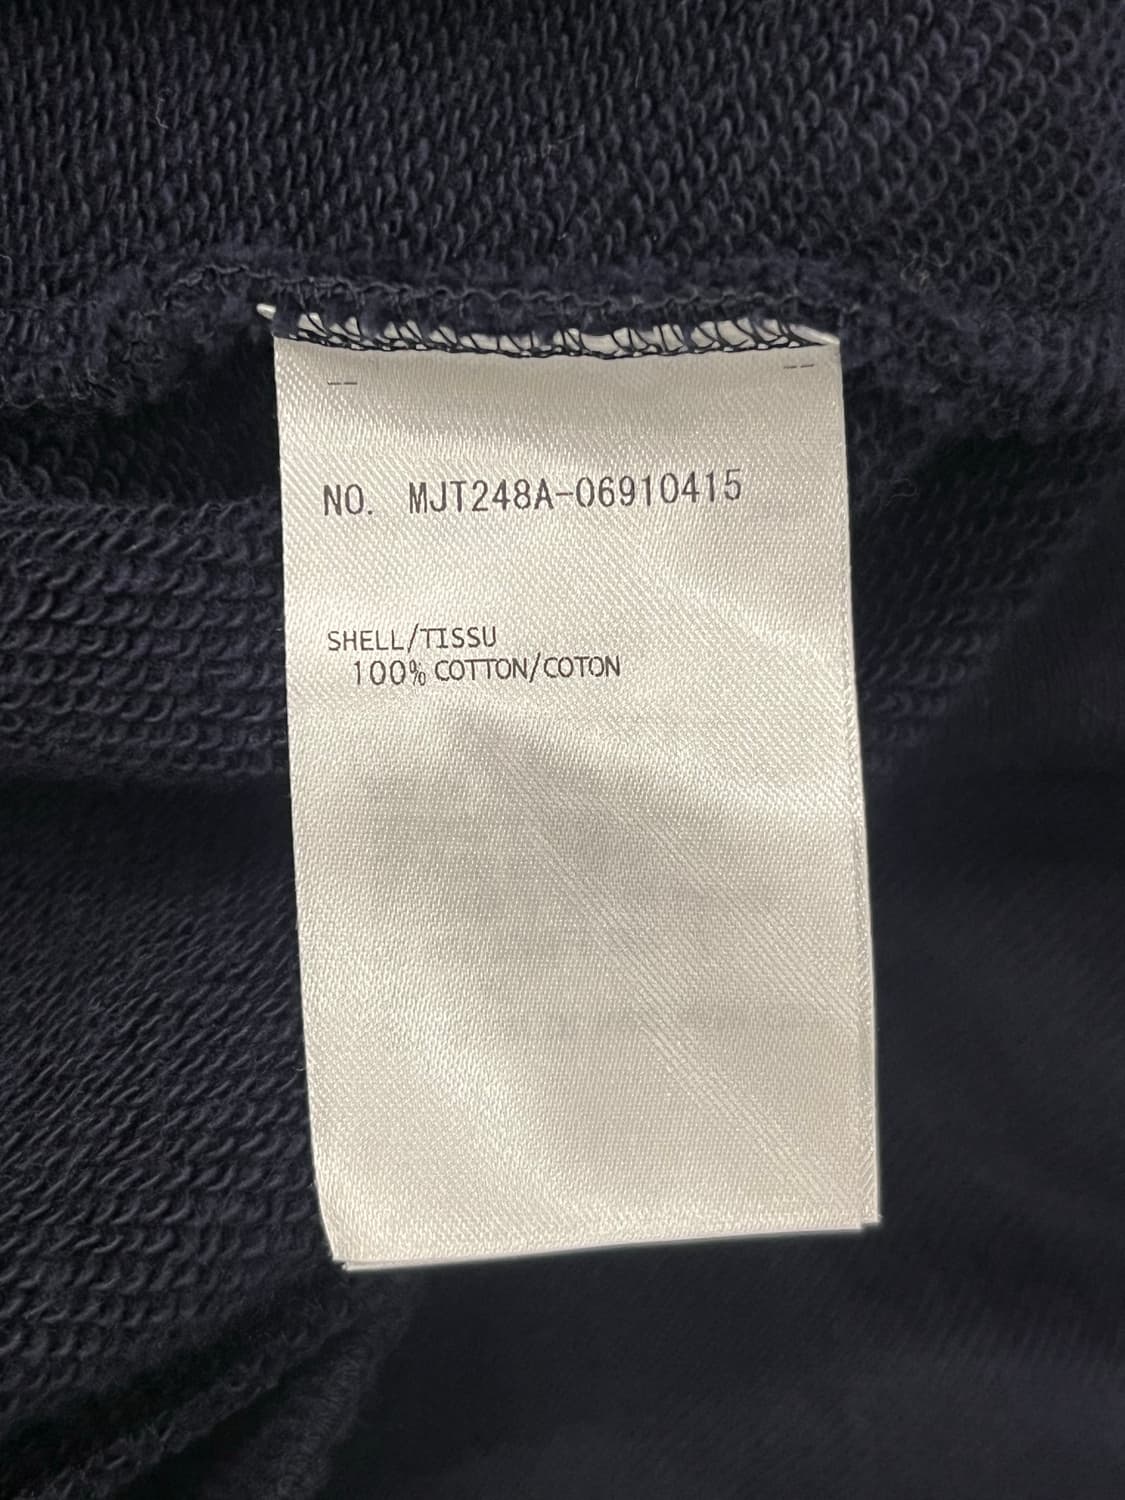 NO. MJT248A-06910415
SHELL/TISSU
100% COTTON/COTON